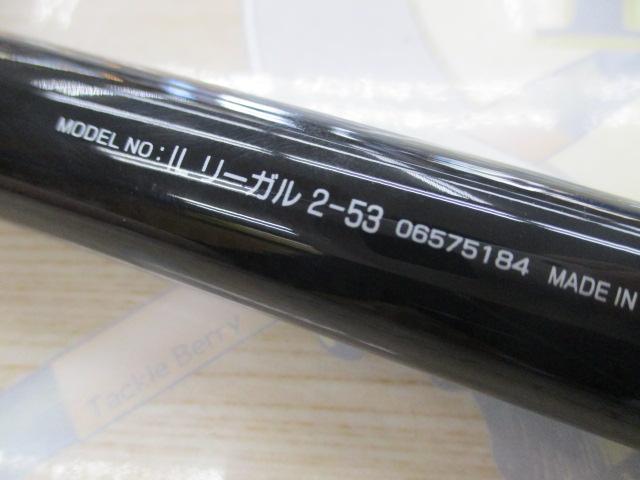 MODEL NO : IL リーガル 2-53 06575184 MADE IN
Tackle Berry